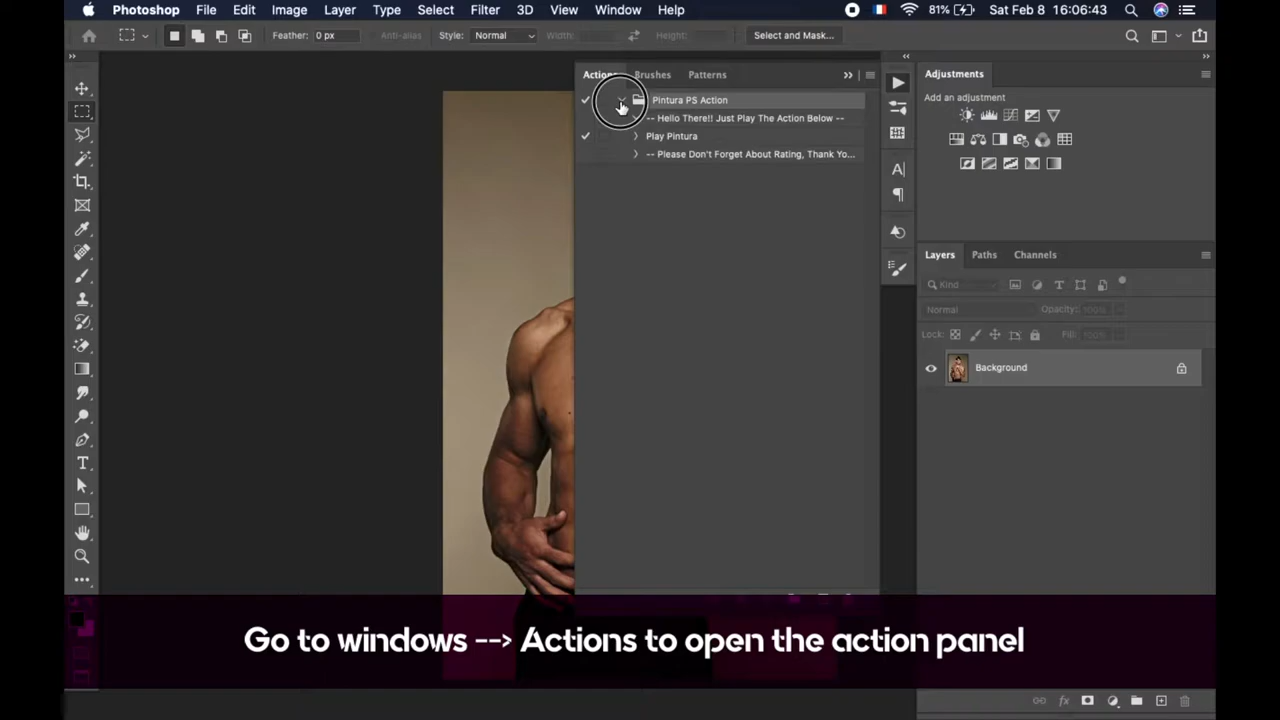 Photoshop File Edit Image Layer Type Select Filter 3D View Window Help 81% Sat Feb 8 16:06:43
Feather: 0 px Anti-alias Style: Normal Width: Height: Select and Mask...
Actions Brushes Patterns
Pintura PS Action
-- Hello There!! Just Play The Action Below --
Play Pintura
-- Please Don't Forget About Rating, Thank Yo...
Adjustments
Add an adjustment
Layers Paths Channels
Kind
Normal Opacity: 100%
Lock: Fill: 100%
Background
Go to windows --> Actions to open the action panel